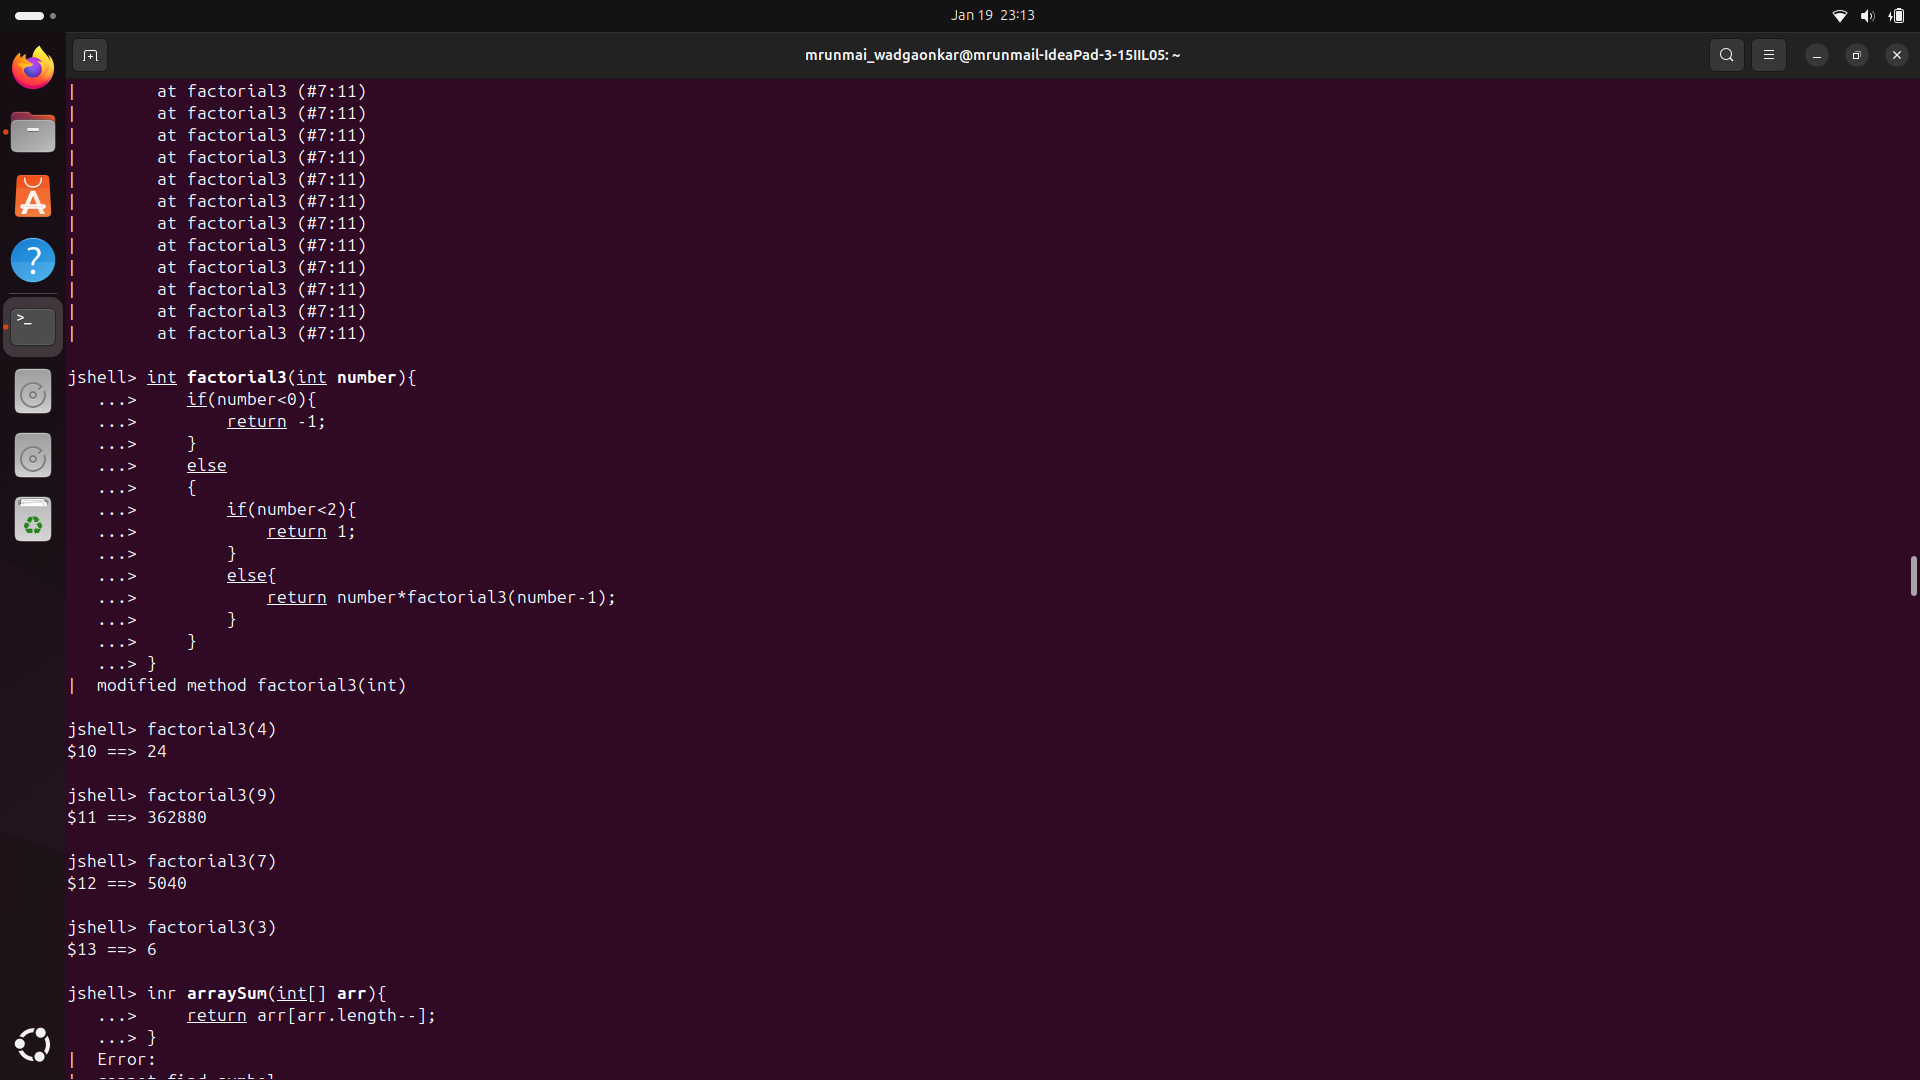 Jan 19 23:13
mrunmai_wadgaonkar@mrunmail-IdeaPad-3-15IIL05: ~
|        at factorial3 (#7:11)
|        at factorial3 (#7:11)
|        at factorial3 (#7:11)
|        at factorial3 (#7:11)
|        at factorial3 (#7:11)
|        at factorial3 (#7:11)
|        at factorial3 (#7:11)
|        at factorial3 (#7:11)
|        at factorial3 (#7:11)
|        at factorial3 (#7:11)
|        at factorial3 (#7:11)
|        at factorial3 (#7:11)
jshell> int factorial3(int number){
   ...>     if(number<0){
   ...>         return -1;
   ...>     }
   ...>     else
   ...>     {
   ...>         if(number<2){
   ...>             return 1;
   ...>         }
   ...>         else{
   ...>             return number*factorial3(number-1);
   ...>         }
   ...>     }
   ...> }
|  modified method factorial3(int)
jshell> factorial3(4)
$10 ==> 24
jshell> factorial3(9)
$11 ==> 362880
jshell> factorial3(7)
$12 ==> 5040
jshell> factorial3(3)
$13 ==> 6
jshell> inr arraySum(int[] arr){
   ...>     return arr[arr.length--];
   ...> }
|  Error:
|  cannot find symbol